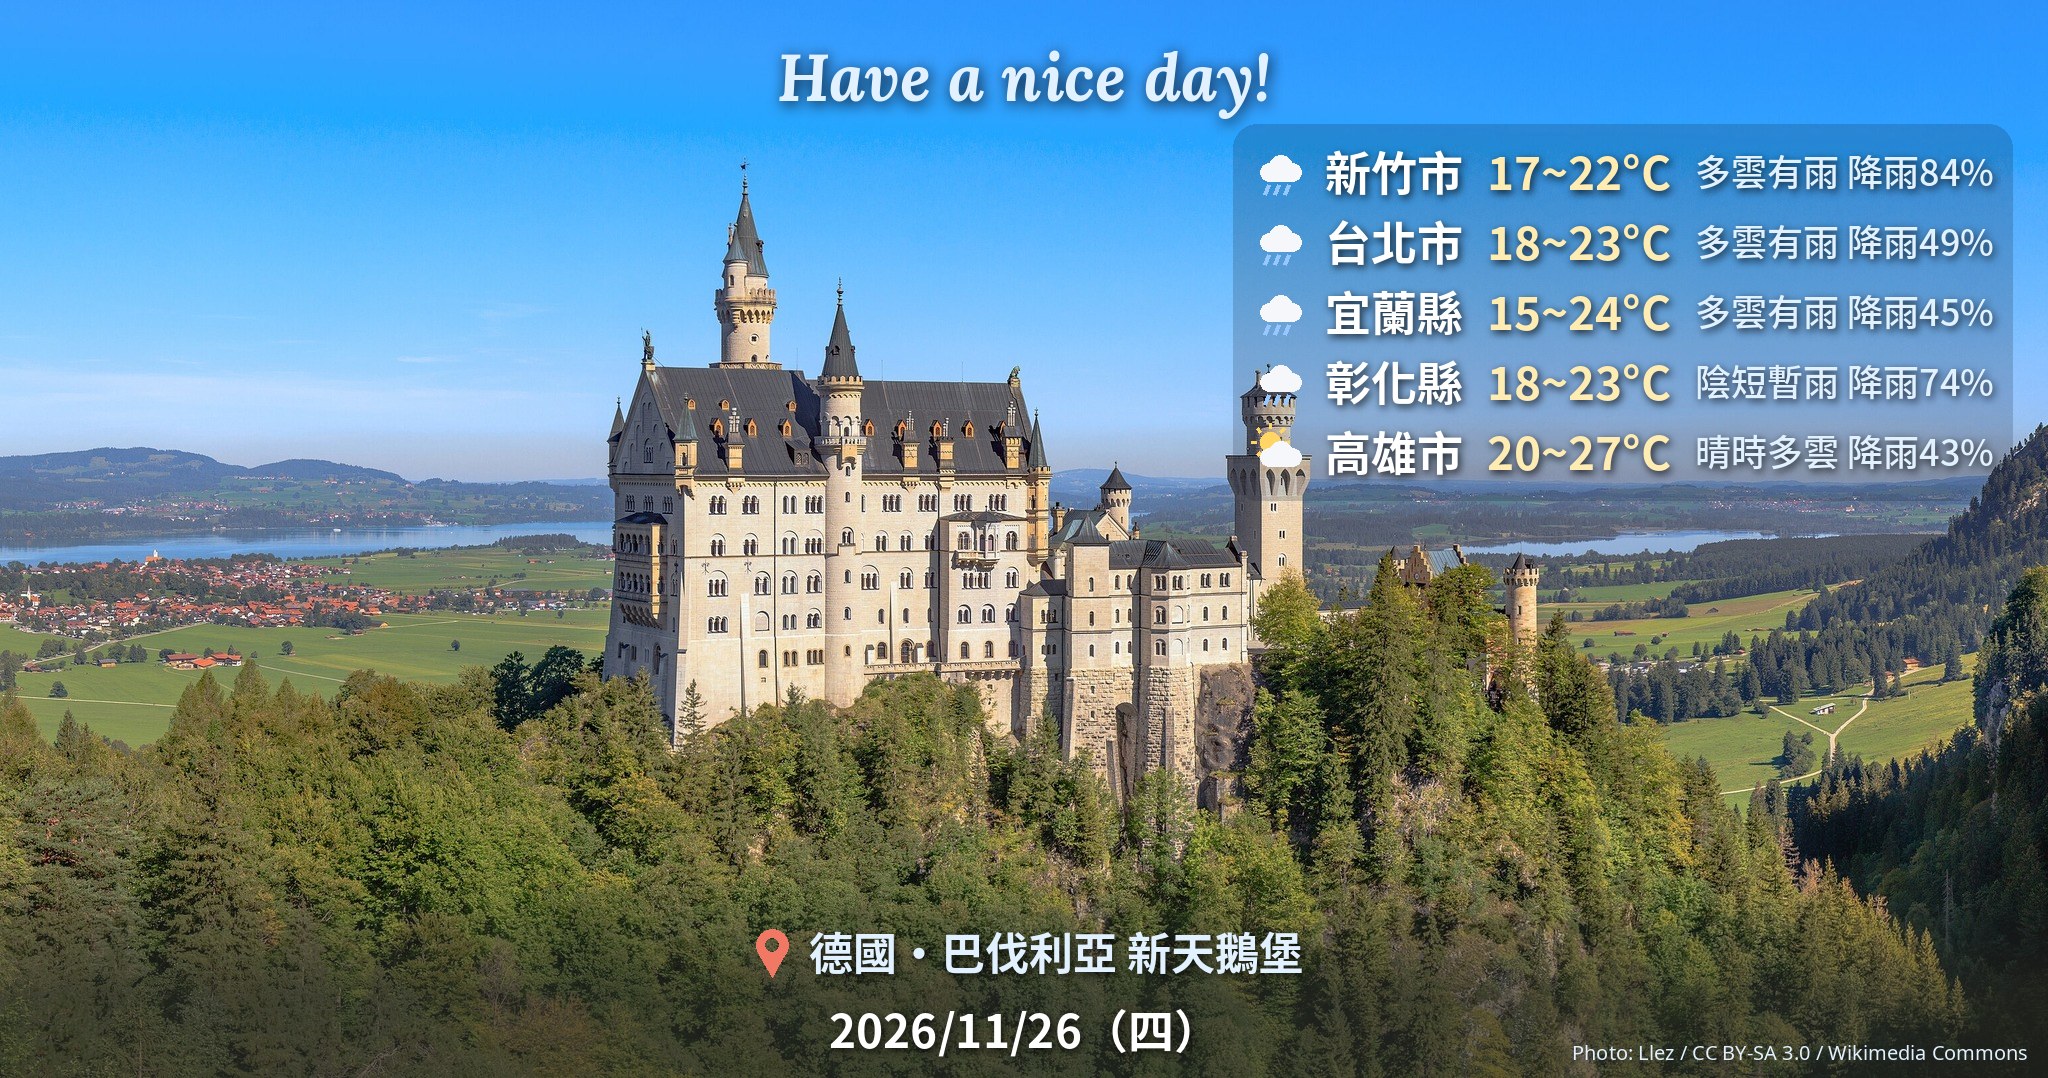 Have a nice day!
新竹市 17~22°C 多雲有雨 降雨84%
台北市 18~23°C 多雲有雨 降雨49%
宜蘭縣 15~24°C 多雲有雨 降雨45%
彰化縣 18~23°C 陰短暫雨 降雨74%
高雄市 20~27°C 晴時多雲 降雨43%
德國・巴伐利亞 新天鵝堡
2026/11/26（四）
Photo: Llez / CC BY-SA 3.0 / Wikimedia Commons